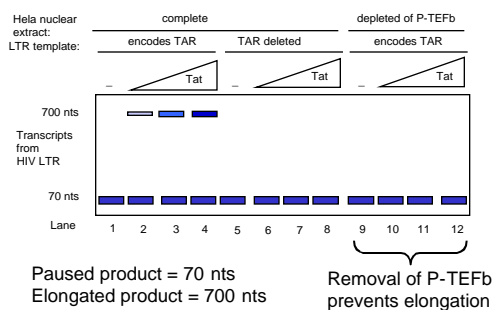 Hela nuclear
extract:
LTR template:
complete
depleted of P-TEFb
encodes TAR
TAR deleted
encodes TAR
–
Tat
–
Tat
–
Tat
700 nts
Transcripts
from
HIV LTR
70 nts
Lane
1 2 3 4 5 6 7 8 9 10 11 12
Paused product = 70 nts
Elongated product = 700 nts
Removal of P-TEFb
prevents elongation